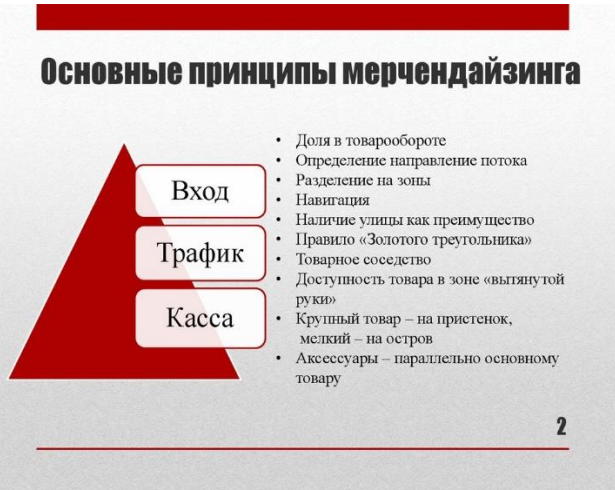 Основные принципы мерчендайзинга
Вход
Трафик
Касса
• Доля в товарообороте
• Определение направление потока
• Разделение на зоны
• Навигация
• Наличие улицы как преимущество
• Правило «Золотого треугольника»
• Товарное соседство
• Доступность товара в зоне «вытянутой
руки»
• Крупный товар – на пристенок,
мелкий – на остров
• Аксессуары – параллельно основному
товару
2